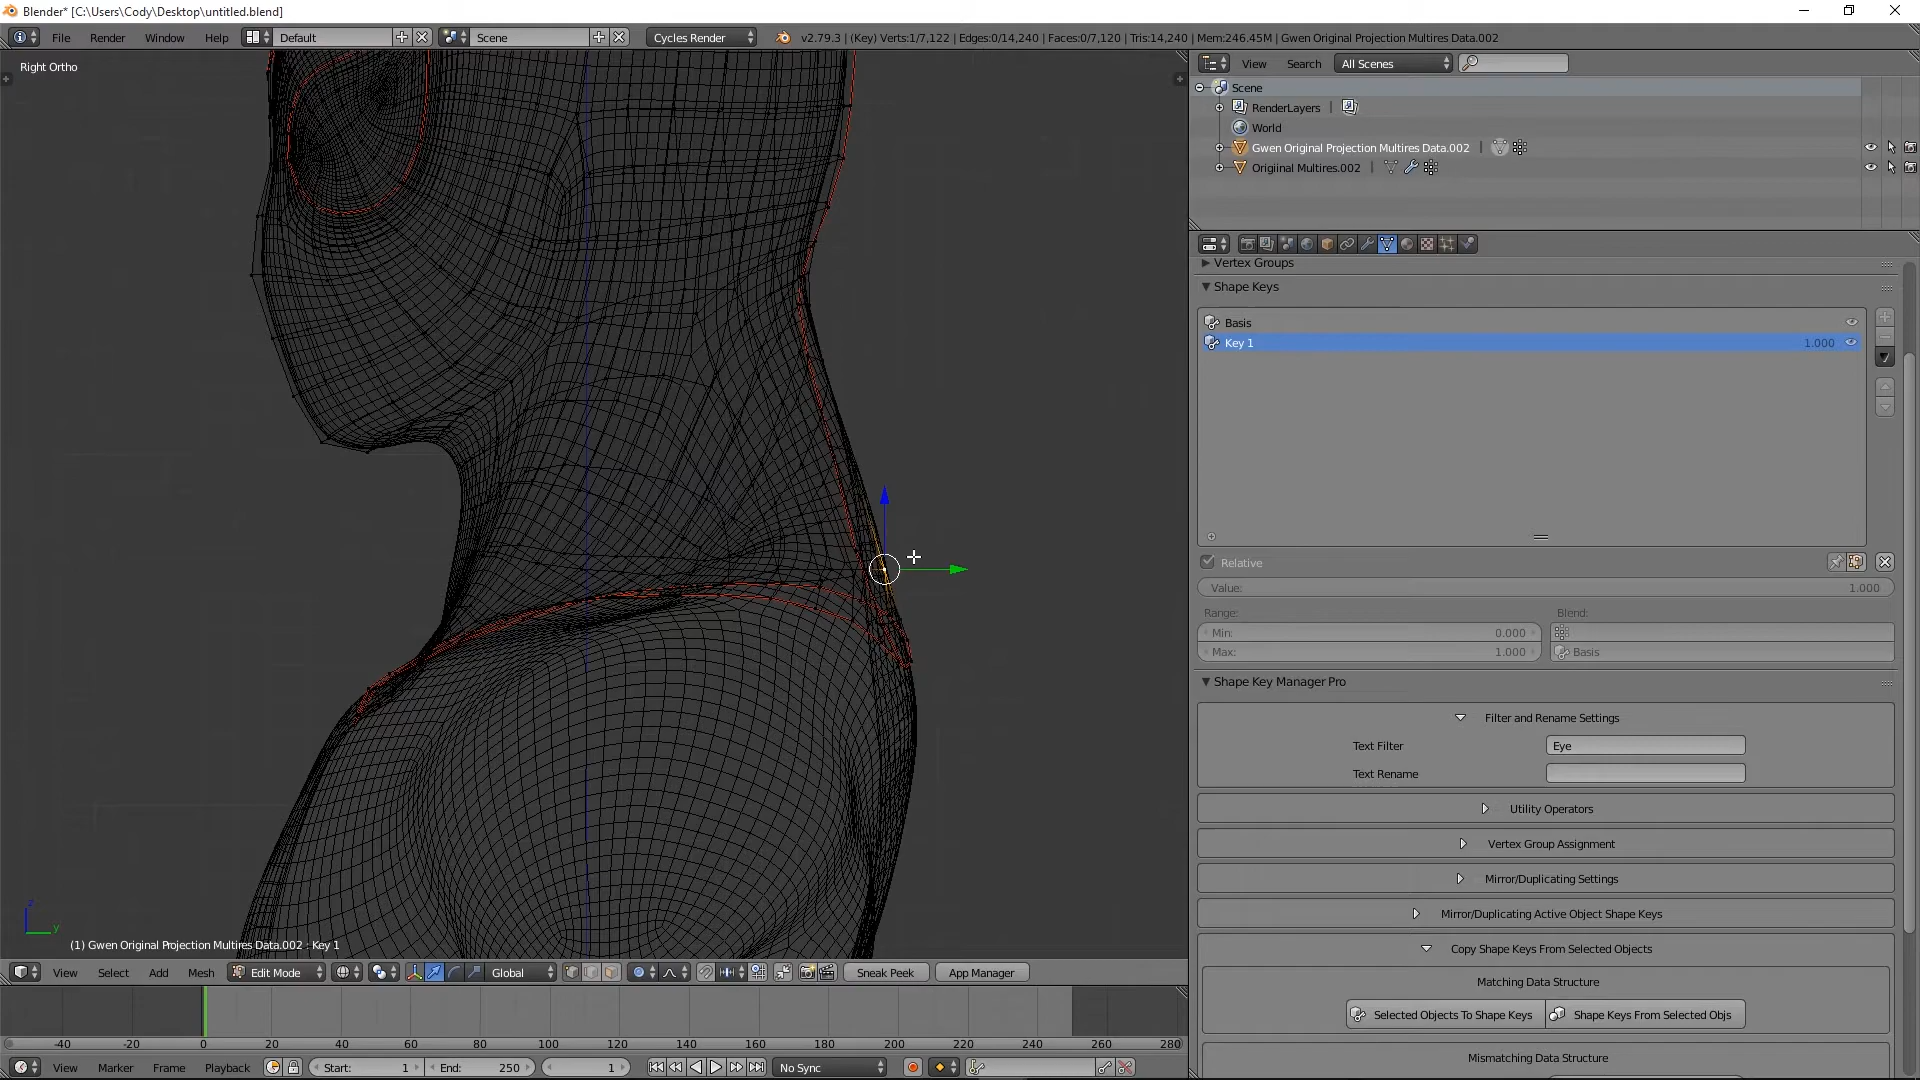 Blender* [C:\Users\Cody\Desktop\untitled.blend]
File Render Window Help Default Scene Cycles Render v2.79.3 | (Key) Verts:1/7,122 | Edges:0/14,240 | Faces:0/7,120 | Tris:14,240 | Mem:246.45M | Gwen Original Projection Multires Data.002
Right Ortho
View Search All Scenes
Scene
RenderLayers |
World
Gwen Original Projection Multires Data.002 |
Origiinal Multires.002 |
Vertex Groups
Shape Keys
Basis
Key 1 1.000
Relative
Value: 1.000
Range: Blend:
Min: 0.000
Max: 1.000 Basis
Shape Key Manager Pro
Filter and Rename Settings
Text Filter Eye
Text Rename
Utility Operators
Vertex Group Assignment
Mirror/Duplicating Settings
Mirror/Duplicating Active Object Shape Keys
Copy Shape Keys From Selected Objects
Matching Data Structure
Selected Objects To Shape Keys Shape Keys From Selected Objs
Mismatching Data Structure
z
y
(1) Gwen Original Projection Multires Data.002 : Key 1
View Select Add Mesh Edit Mode Global Sneak Peek App Manager
-40 -20 0 20 40 60 80 100 120 140 160 180 200 220 240 260 280
View Marker Frame Playback Start: 1 End: 250 1 No Sync